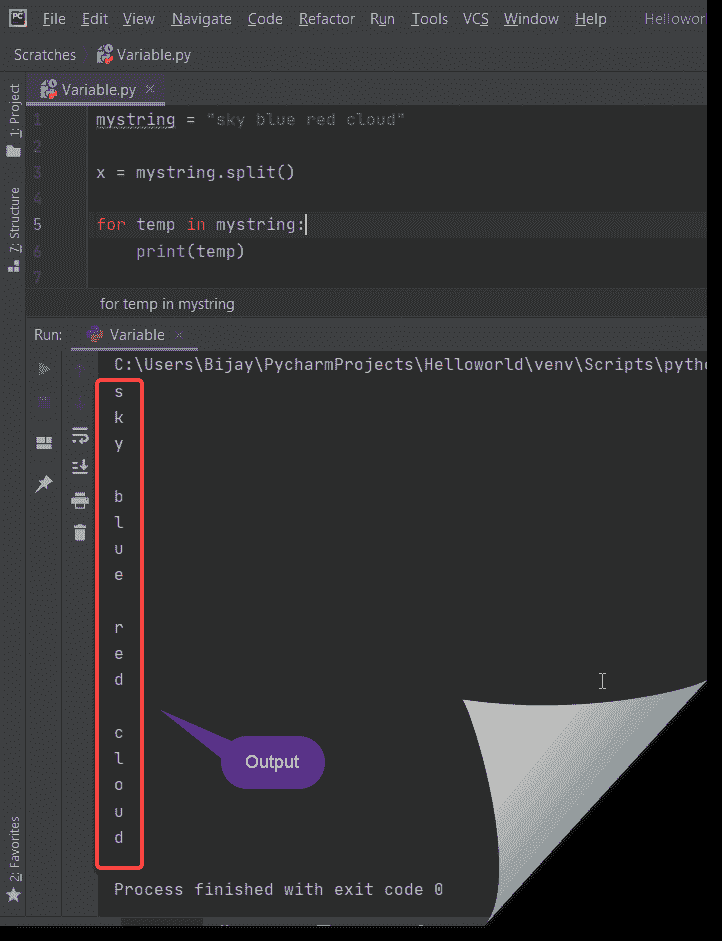 PC File Edit View Navigate Code Refactor Run Tools VCS Window Help Hellowor
Scratches Variable.py
1: Project
7: Structure
2: Favorites
Variable.py ×
1 mystring = "sky blue red cloud"
2
3 x = mystring.split()
4
5 for temp in mystring:
6 print(temp)
7
for temp in mystring
Run: Variable ×
C:\Users\Bijay\PycharmProjects\Helloworld\venv\Scripts\pytho
s
k
y
b
l
u
e
r
e
d
c
l
o
u
d
Output
Process finished with exit code 0